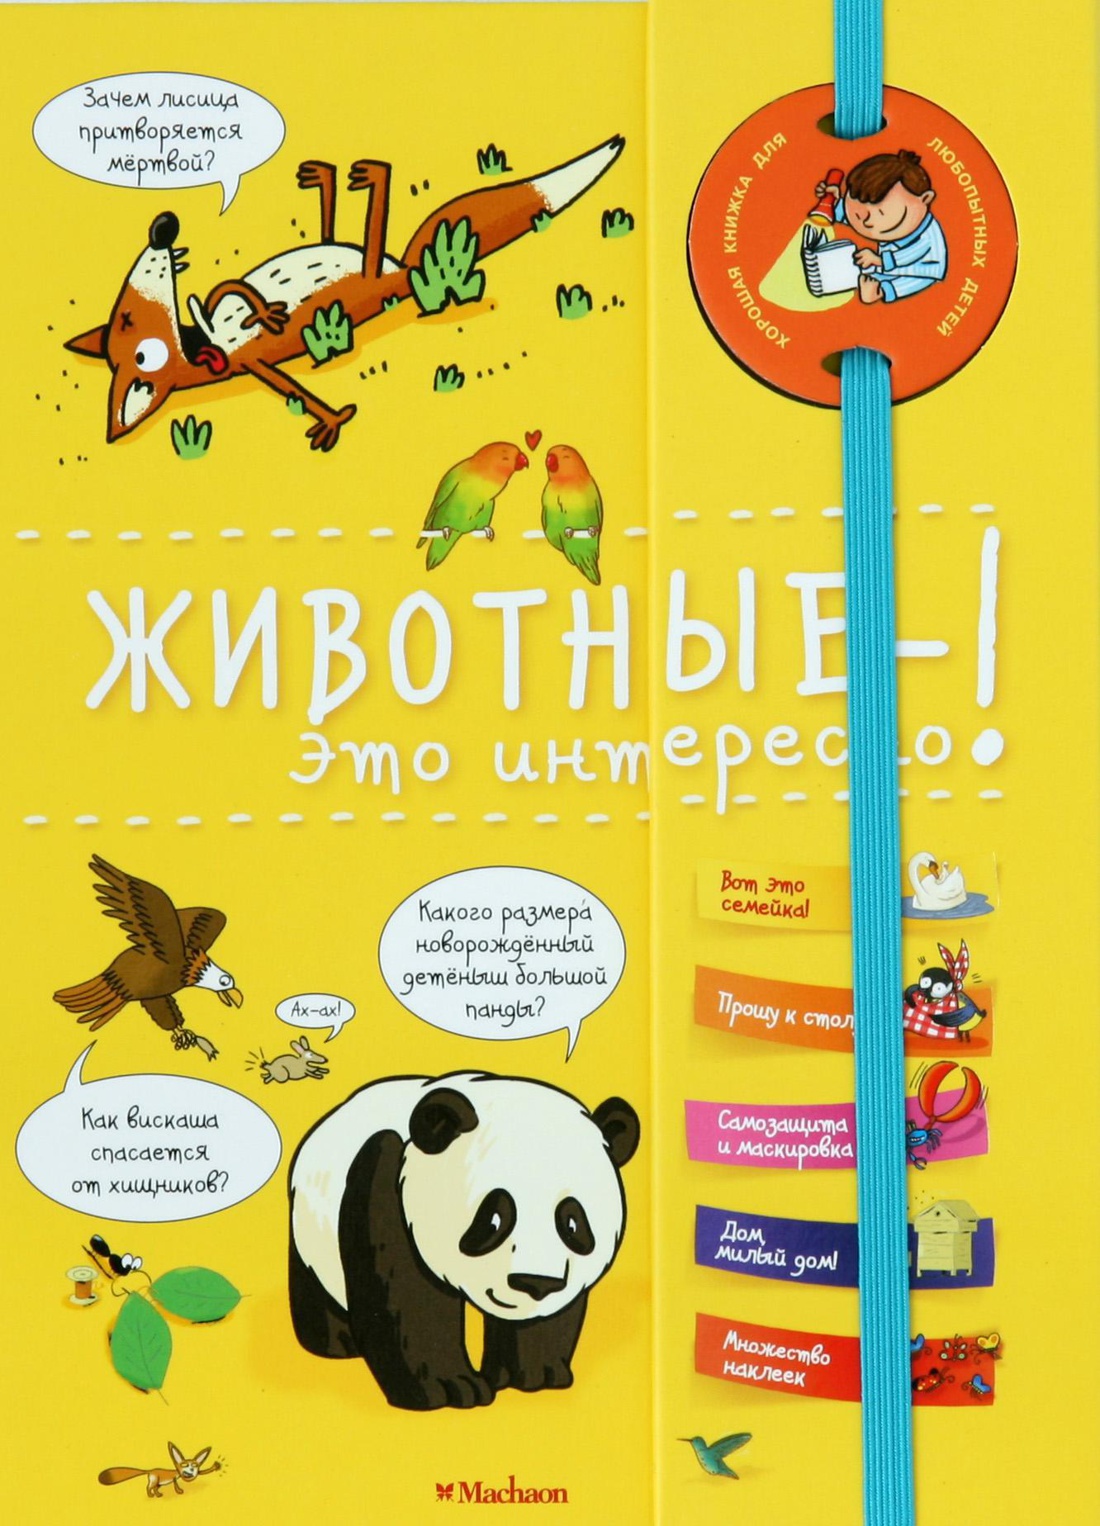 Зачем лисица
притворяется
мёртвой?
ХОРОШАЯ КНИЖКА ДЛЯ
ЛЮБОПЫТНЫХ ДЕТЕЙ
ЖИВОТНЫЕ–!
это интересно
Какого размера
новорождённый
детёныш большой
панды?
Ах-ах!
Как вискаша
спасается
от хищников?
Вот это
семейка!
Прошу к стол
Самозащита
и маскировка
Дом,
милый дом!
Множество
наклеек
Machaon